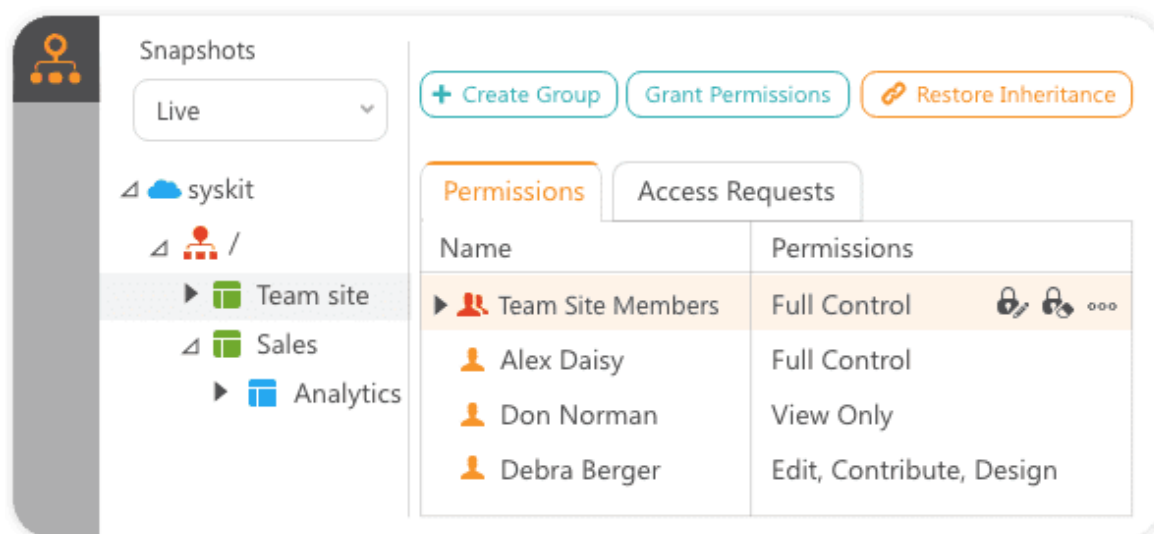 Snapshots
Live
syskit
/
Team site
Sales
Analytics
+ Create Group
Grant Permissions
Restore Inheritance
Permissions
Access Requests
Name Permissions
Team Site Members Full Control
Alex Daisy Full Control
Don Norman View Only
Debra Berger Edit, Contribute, Design